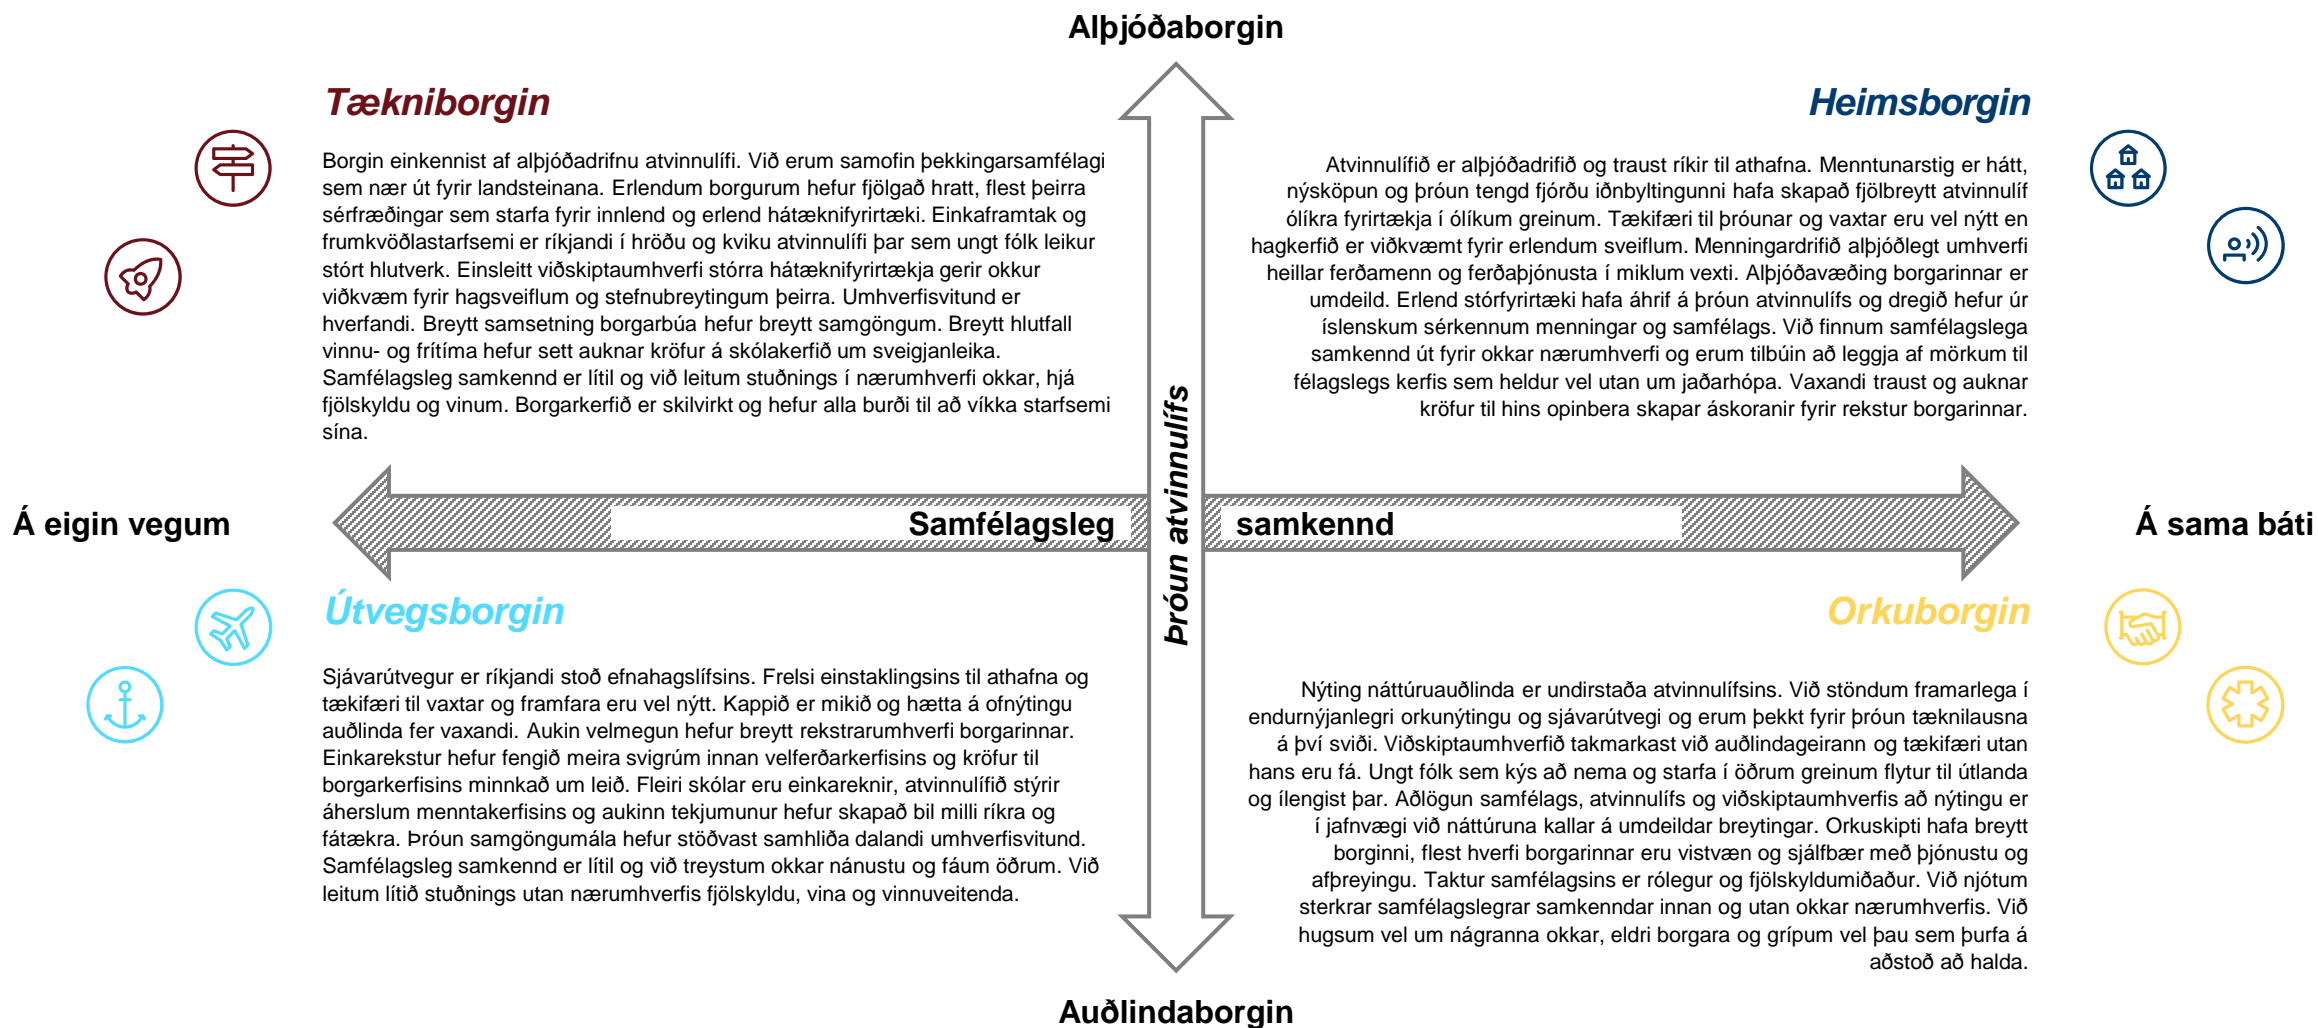 Alþjóðaborgin
Tækniborgin
Borgin einkennist af alþjóðadrifnu atvinnulífi. Við erum samofin þekkingarsamfélagi
sem nær út fyrir landsteinana. Erlendum borgurum hefur fjölgað hratt, flest þeirra
sérfræðingar sem starfa fyrir innlend og erlend hátæknifyrirtæki. Einkaframtak og
frumkvöðlastarfsemi er ríkjandi í hröðu og kviku atvinnulífi þar sem ungt fólk leikur
stórt hlutverk. Einsleitt viðskiptaumhverfi stórra hátæknifyrirtækja gerir okkur
viðkvæm fyrir hagsveiflum og stefnubreytingum þeirra. Umhverfisvitund er
hverfandi. Breytt samsetning borgarbúa hefur breytt samgöngum. Breytt hlutfall
vinnu- og frítíma hefur sett auknar kröfur á skólakerfið um sveigjanleika.
Samfélagsleg samkennd er lítil og við leitum stuðnings í nærumhverfi okkar, hjá
fjölskyldu og vinum. Borgarkerfið er skilvirkt og hefur alla burði til að víkka starfsemi
sína.
Heimsborgin
Atvinnulífið er alþjóðadrifið og traust ríkir til athafna. Menntunarstig er hátt,
nýsköpun og þróun tengd fjórðu iðnbyltingunni hafa skapað fjölbreytt atvinnulíf
ólíkra fyrirtækja í ólíkum greinum. Tækifæri til þróunar og vaxtar eru vel nýtt en
hagkerfið er viðkvæmt fyrir erlendum sveiflum. Menningardrifið alþjóðlegt umhverfi
heillar ferðamenn og ferðaþjónusta í miklum vexti. Alþjóðavæðing borgarinnar er
umdeild. Erlend stórfyrirtæki hafa áhrif á þróun atvinnulífs og dregið hefur úr
íslenskum sérkennum menningar og samfélags. Við finnum samfélagslega
samkennd út fyrir okkar nærumhverfi og erum tilbúin að leggja af mörkum til
félagslegs kerfis sem heldur vel utan um jaðarhópa. Vaxandi traust og auknar
kröfur til hins opinbera skapar áskoranir fyrir rekstur borgarinnar.
Á eigin vegum
Samfélagsleg samkennd
Þróun atvinnulífs
Á sama báti
Útvegsborgin
Sjávarútvegur er ríkjandi stoð efnahagslífsins. Frelsi einstaklingsins til athafna og
tækifæri til vaxtar og framfara eru vel nýtt. Kappið er mikið og hætta á ofnýtingu
auðlinda fer vaxandi. Aukin velmegun hefur breytt rekstrarumhverfi borgarinnar.
Einkarekstur hefur fengið meira svigrúm innan velferðarkerfisins og kröfur til
borgarkerfisins minnkað um leið. Fleiri skólar eru einkareknir, atvinnulífið stýrir
áherslum menntakerfisins og aukinn tekjumunur hefur skapað bil milli ríkra og
fátækra. Þróun samgöngumála hefur stöðvast samhliða dalandi umhverfisvitund.
Samfélagsleg samkennd er lítil og við treystum okkar nánustu og fáum öðrum. Við
leitum lítið stuðnings utan nærumhverfis fjölskyldu, vina og vinnuveitenda.
Orkuborgin
Nýting náttúruauðlinda er undirstaða atvinnulífsins. Við stöndum framarlega í
endurnýjanlegri orkunýtingu og sjávarútvegi og erum þekkt fyrir þróun tæknilausna
á því sviði. Viðskiptaumhverfið takmarkast við auðlindageirann og tækifæri utan
hans eru fá. Ungt fólk sem kýs að nema og starfa í öðrum greinum flytur til útlanda
og ílengist þar. Aðlögun samfélags, atvinnulífs og viðskiptaumhverfis að nýtingu er
í jafnvægi við náttúruna kallar á umdeildar breytingar. Orkuskipti hafa breytt
borginni, flest hverfi borgarinnar eru vistvæn og sjálfbær með þjónustu og
afþreyingu. Taktur samfélagsins er rólegur og fjölskyldumiðaður. Við njótum
sterkrar samfélagslegrar samkenndar innan og utan okkar nærumhverfis. Við
hugsum vel um nágranna okkar, eldri borgara og grípum vel þau sem þurfa á
aðstoð að halda.
Auðlindaborgin